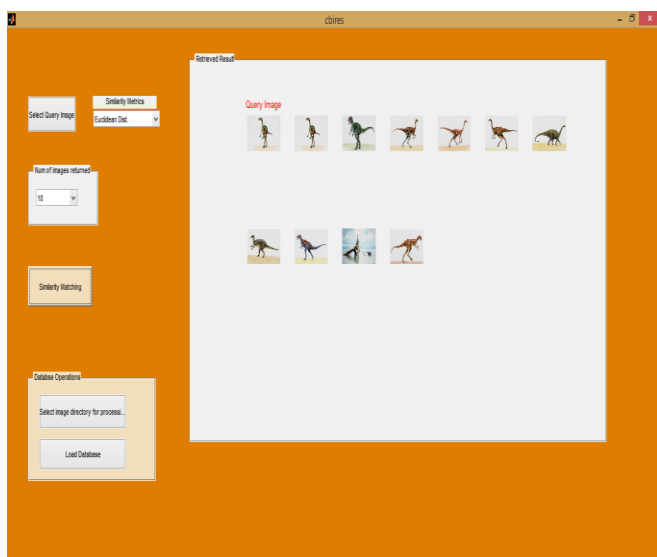 cbires
Retrieved Result
Query Image
Select Query Image
Similarity Metrics
Euclidean Dist.
Num of images returned
10
Similarity Matching
Databse Operations
Select image directory for processi...
Load Database